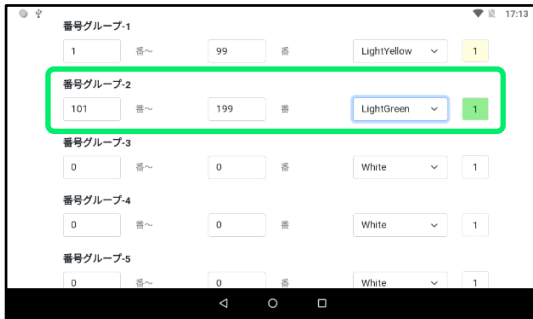 17:13
番号グループ-1
1 番～ 99 番 LightYellow 1
番号グループ-2
101 番～ 199 番 LightGreen 1
番号グループ-3
0 番～ 0 番 White 1
番号グループ-4
0 番～ 0 番 White 1
番号グループ-5
0 番～ 0 番 White 1